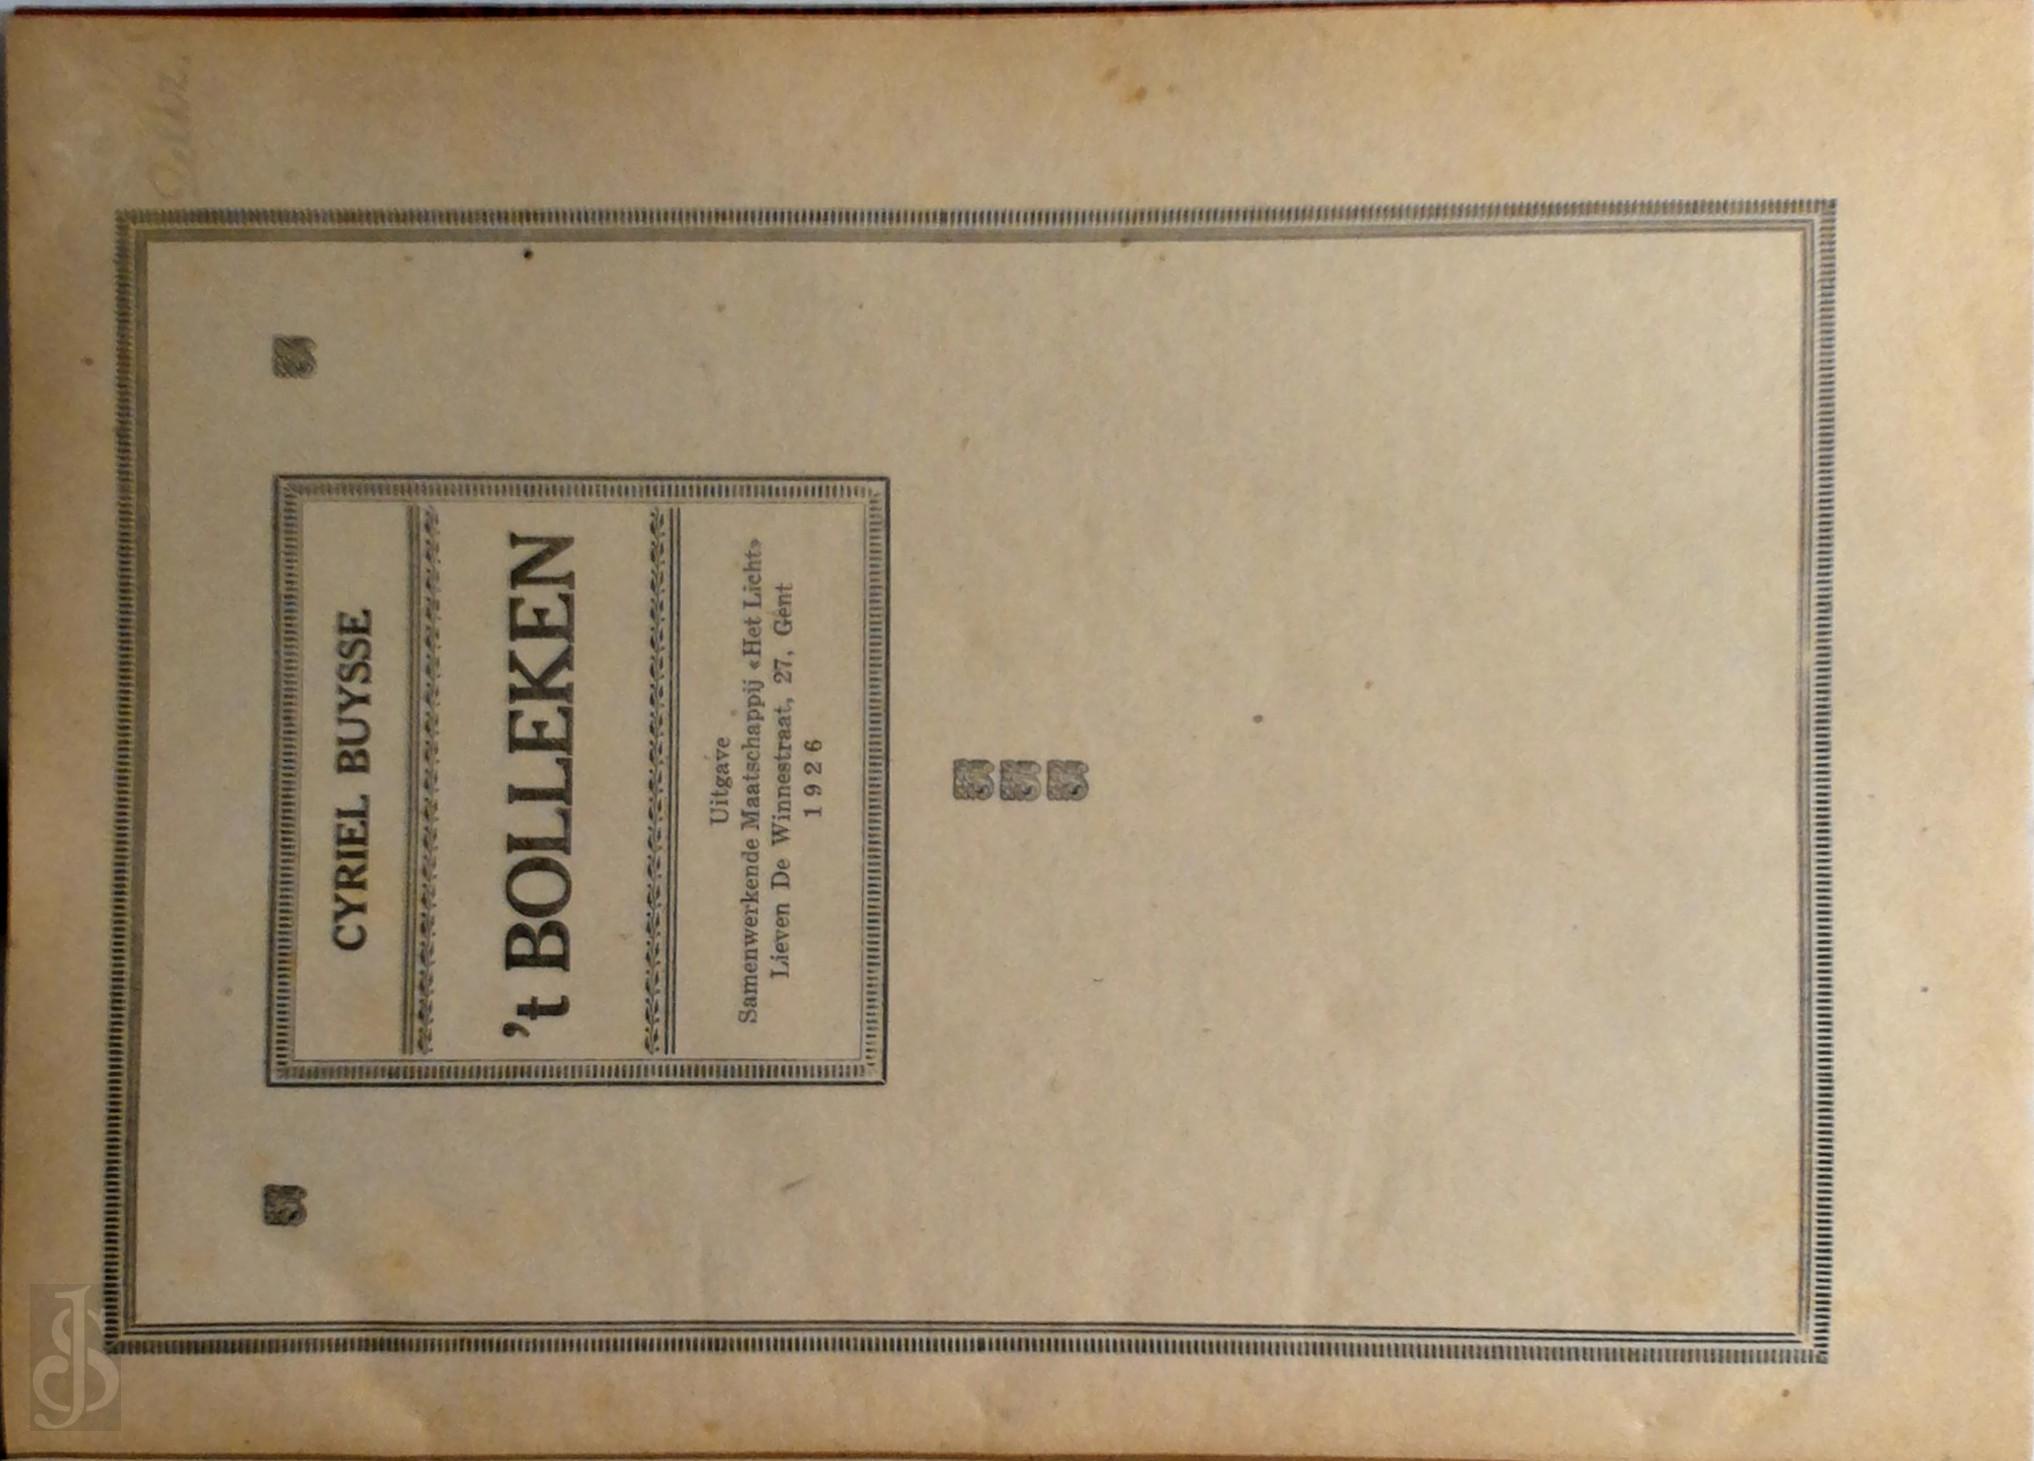 CYRIEL BUYSSE
't BOLLEKEN
Uitgave
Samenwerkende Maatschappij «Het Licht»
Lieven De Winnestraat, 27, Gent
1926